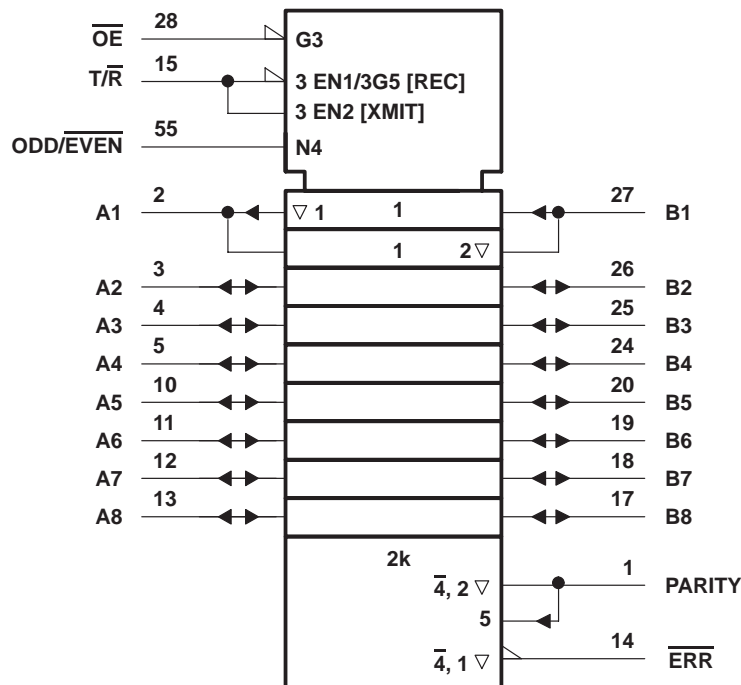 O̅E̅ 28 G3
T/R̅ 15 3 EN1/3G5 [REC]
3 EN2 [XMIT]
ODD/E̅V̅E̅N̅ 55 N4
A1 2 ▽ 1 1 27 B1
1 2 ▽
A2 3 26 B2
A3 4 25 B3
A4 5 24 B4
A5 10 20 B5
A6 11 19 B6
A7 12 18 B7
A8 13 17 B8
2k
4̅, 2 ▽ 1 PARITY
5
4̅, 1 ▽ 14 E̅R̅R̅